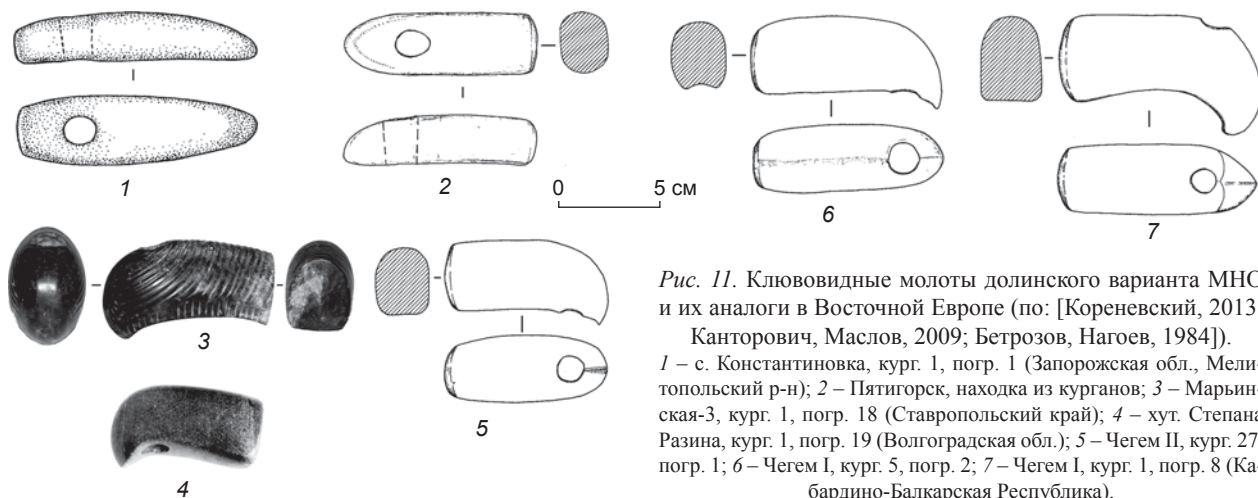 1
2
0 5 см
6
7
3
4
5
Рис. 11. Клювовидные молоты долинского варианта МНО
и их аналоги в Восточной Европе (по: [Кореневский, 2013;
Канторович, Маслов, 2009; Бетрозов, Нагоев, 1984]).
1 – с. Константиновка, кург. 1, погр. 1 (Запорожская обл., Мели-
топольский р-н); 2 – Пятигорск, находка из курганов; 3 – Марьин-
ская-3, кург. 1, погр. 18 (Ставропольский край); 4 – хут. Степана
Разина, кург. 1, погр. 19 (Волгоградская обл.); 5 – Чегем II, кург. 27,
погр. 1; 6 – Чегем I, кург. 5, погр. 2; 7 – Чегем I, кург. 1, погр. 8 (Ка-
бардино-Балкарская Республика).